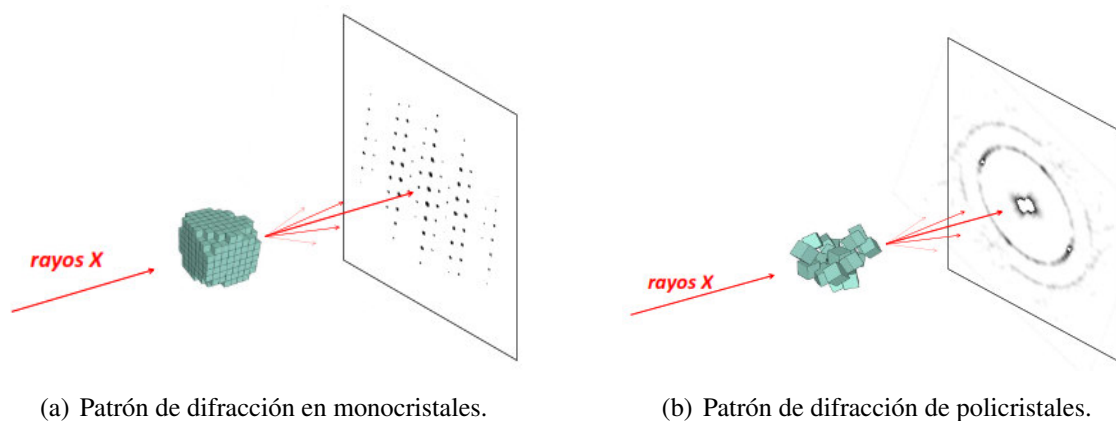 rayos X
rayos X
(a) Patrón de difracción en monocristales.
(b) Patrón de difracción de policristales.